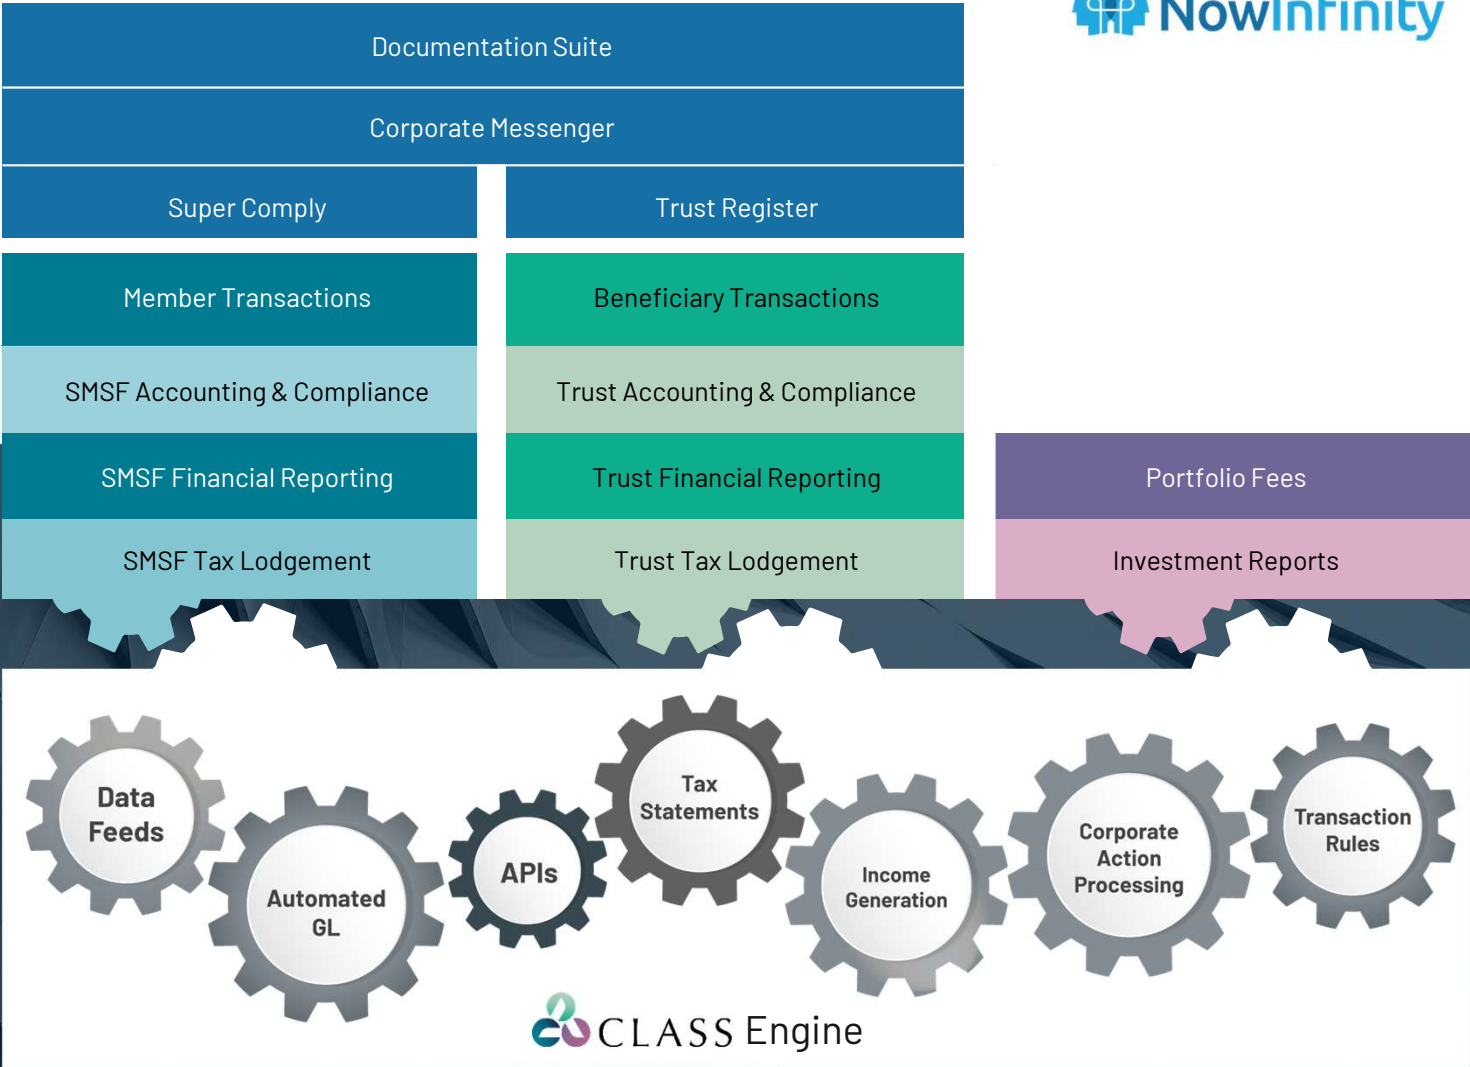 NowInfinity
Documentation Suite
Corporate Messenger
Super Comply
Trust Register
Member Transactions
Beneficiary Transactions
SMSF Accounting & Compliance
Trust Accounting & Compliance
SMSF Financial Reporting
Trust Financial Reporting
Portfolio Fees
SMSF Tax Lodgement
Trust Tax Lodgement
Investment Reports
Data
Feeds
Automated
GL
APIs
Tax
Statements
Income
Generation
Corporate
Action
Processing
Transaction
Rules
CLASS Engine